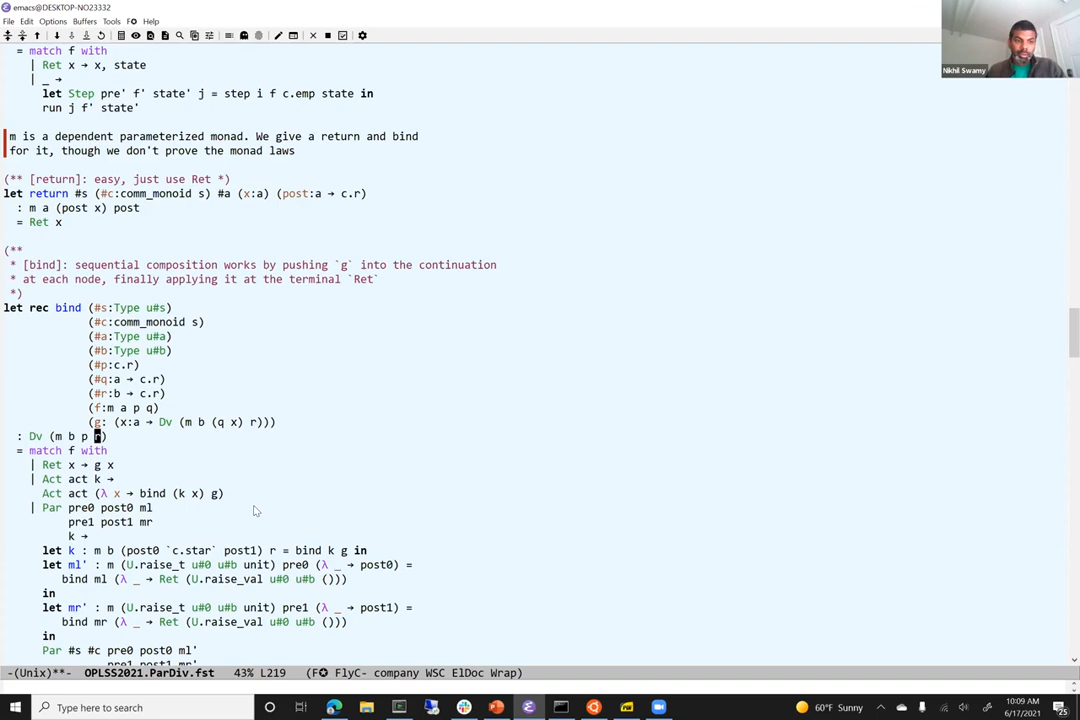 emacs@DESKTOP-NO23332
File Edit Options Buffers Tools F✪ Help
= match f with
| Ret x → x, state
| _ →
let Step pre' f' state' j = step i f c.emp state in
run j f' state'
m is a dependent parameterized monad. We give a return and bind
for it, though we don't prove the monad laws
(** [return]: easy, just use Ret *)
let return #s (#c:comm_monoid s) #a (x:a) (post:a → c.r)
: m a (post x) post
= Ret x
(**
* [bind]: sequential composition works by pushing `g` into the continuation
* at each node, finally applying it at the terminal `Ret`
*)
let rec bind (#s:Type u#s)
(#c:comm_monoid s)
(#a:Type u#a)
(#b:Type u#b)
(#p:c.r)
(#q:a → c.r)
(#r:b → c.r)
(f:m a p q)
(g: (x:a → Dv (m b (q x) r)))
: Dv (m b p r)
= match f with
| Ret x → g x
| Act act k →
Act act (λ x → bind (k x) g)
| Par pre0 post0 ml
pre1 post1 mr
k →
let k : m b (post0 `c.star` post1) r = bind k g in
let ml' : m (U.raise_t u#0 u#b unit) pre0 (λ _ → post0) =
bind ml (λ _ → Ret (U.raise_val u#0 u#b ()))
in
let mr' : m (U.raise_t u#0 u#b unit) pre1 (λ _ → post1) =
bind mr (λ _ → Ret (U.raise_val u#0 u#b ()))
in
Par #s #c pre0 post0 ml'
pre1 post1 mr'
-(Unix)**- OPLSS2021.ParDiv.fst 43% L219 (F✪ FlyC- company WSC ElDoc Wrap)
Nikhil Swamy
Type here to search
60°F Sunny
10:09 AM
6/17/2021
25